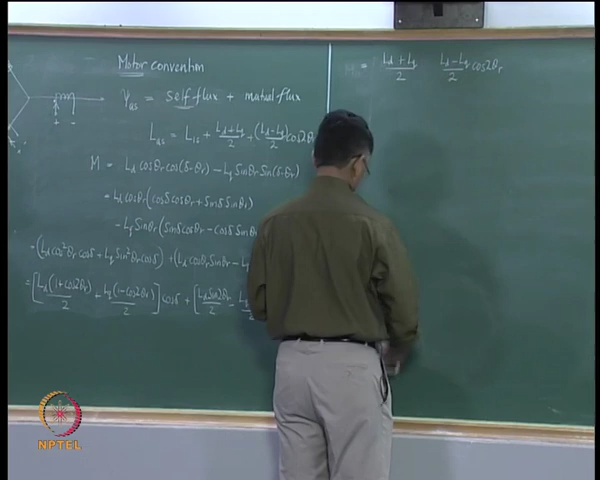 Motor convention
Ψas = self flux + mutual flux
Las = Lls + (Ld+Lq)/2 + (Ld-Lq)/2 cos2θr
M = Ld cosθr cos(δ-θr) - Lq sinθr sin(δ-θr)
= Ld cosθr (cosδ cosθr + sinδ sinθr)
- Lq sinθr (sinδ cosθr - cosδ sinθr
= (Ld cos²θr cosδ + Lq sin²θr cosδ) + (Ld cosθr sinθr - L
= [Ld(1+cos2θr)/2 + Lq(1-cos2θr)/2] cosδ + [Ld sin2θr/2 - L
= (Ld+Lq)/2 (Ld-Lq)/2 cos2θr
NPTEL